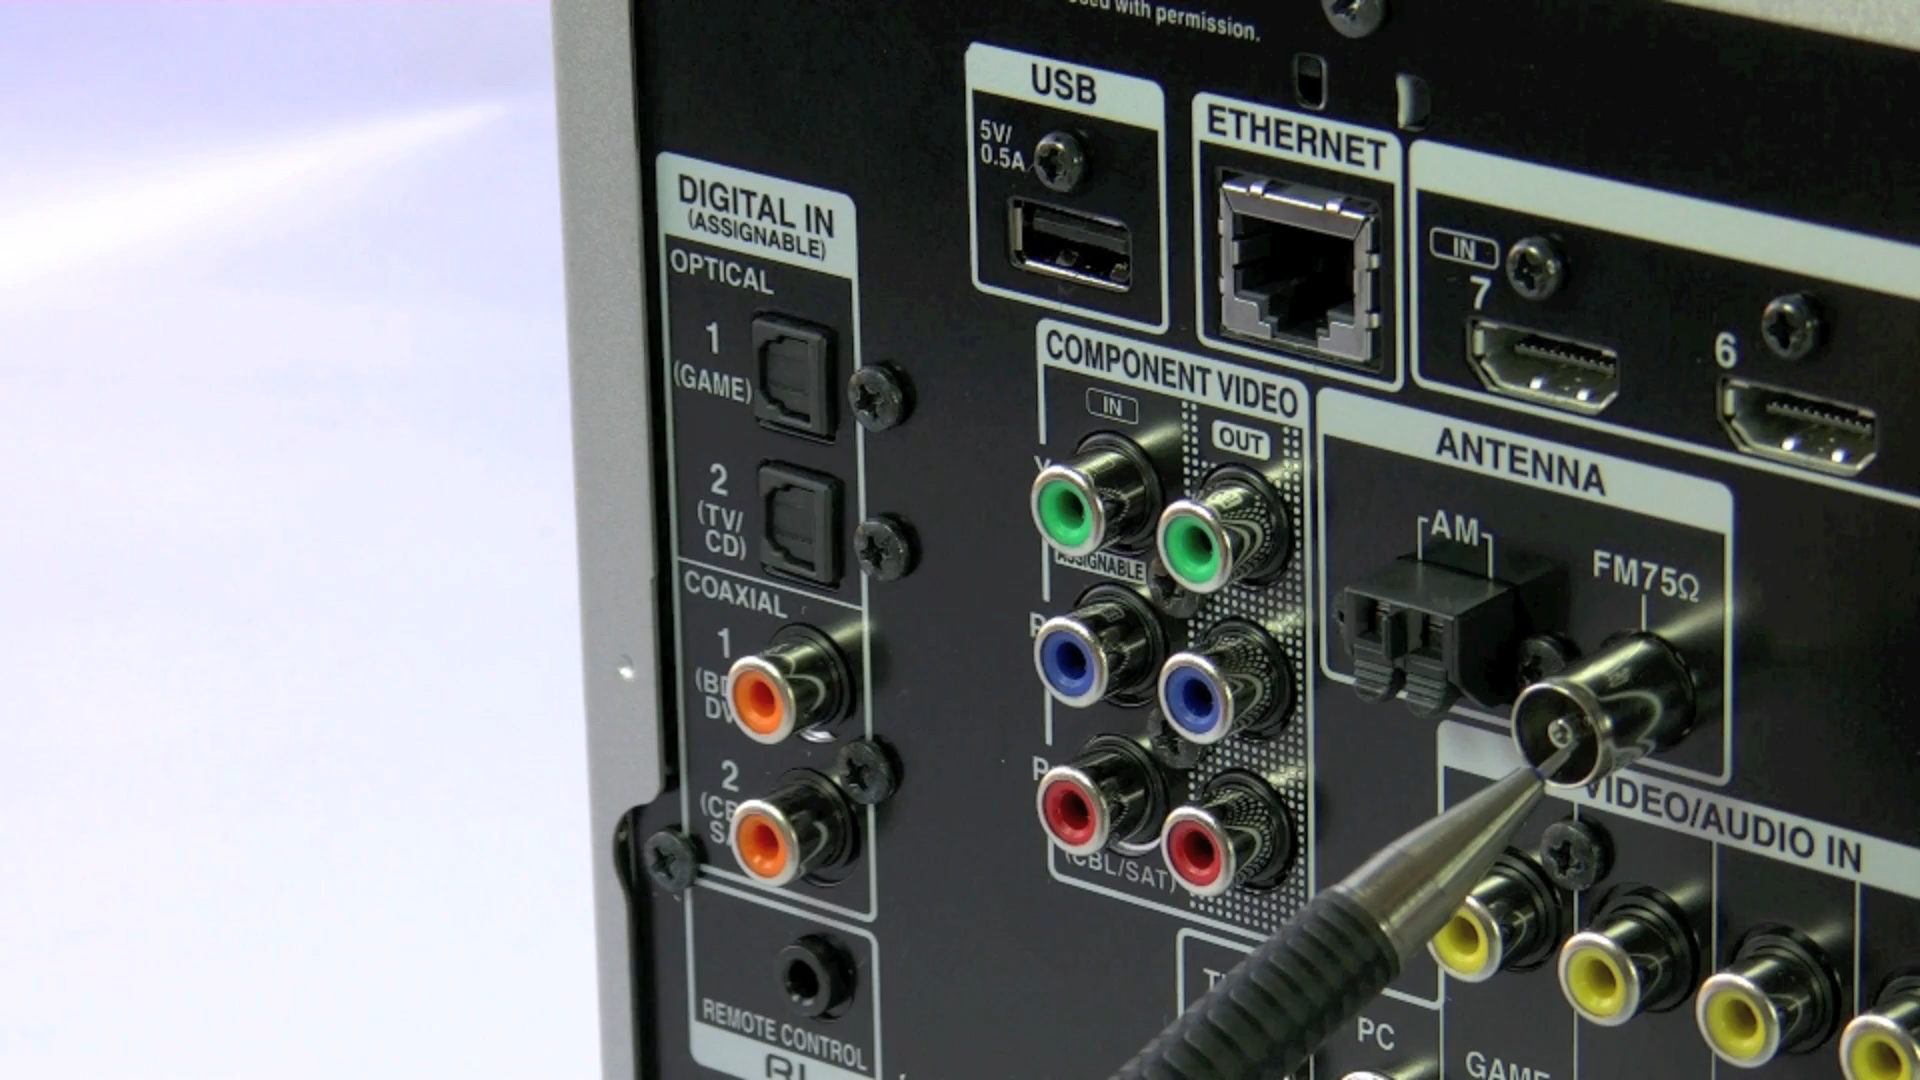 used with permission.
USB
5V/
0.5A
ETHERNET
IN
7
6
DIGITAL IN
(ASSIGNABLE)
OPTICAL
1
(GAME)
2
(TV/
CD)
COAXIAL
1
2
REMOTE CONTROL
COMPONENT VIDEO
IN
OUT
Y
ASSIGNABLE
P
P
(CBL/SAT)
ANTENNA
AM
FM75Ω
VIDEO/AUDIO IN
PC
GAME